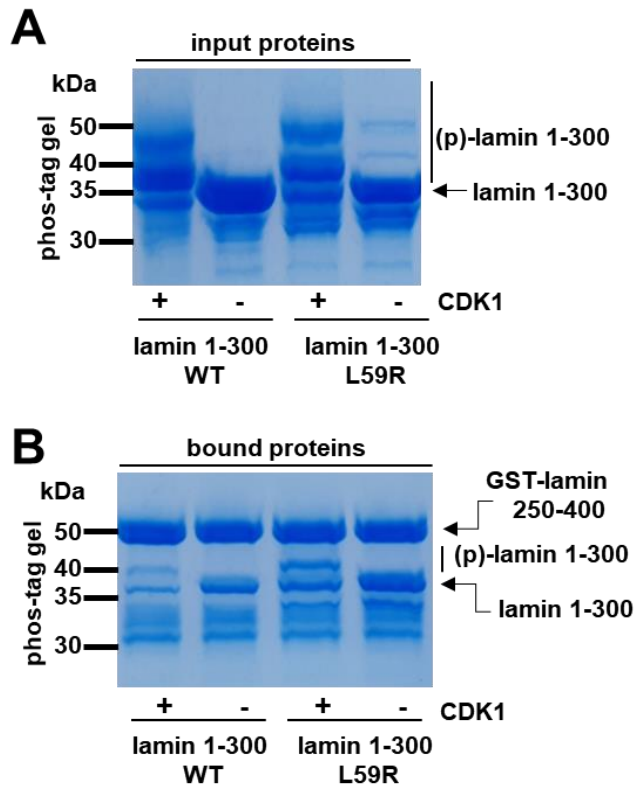 A
input proteins
kDa
50
40
35
30
phos-tag gel
(p)-lamin 1-300
lamin 1-300
+ - + - CDK1
lamin 1-300 lamin 1-300
WT L59R
B
bound proteins
kDa
50
40
35
30
phos-tag gel
GST-lamin
250-400
(p)-lamin 1-300
lamin 1-300
+ - + - CDK1
lamin 1-300 lamin 1-300
WT L59R